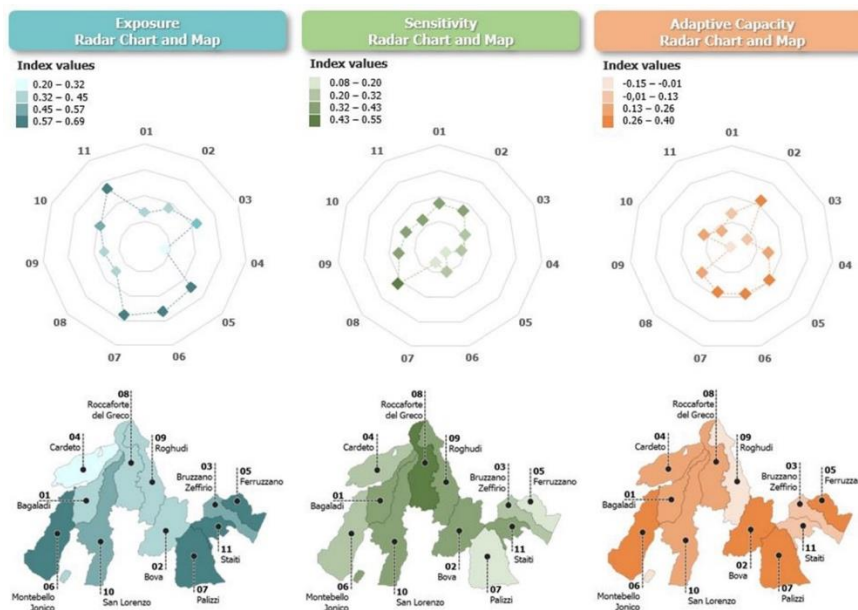 Exposure
Radar Chart and Map
Sensitivity
Radar Chart and Map
Adaptive Capacity
Radar Chart and Map
Index values
0.20 – 0.32
0.32 – 0. 45
0.45 – 0.57
0.57 – 0.69
Index values
0.08 – 0.20
0.20 – 0.32
0.32 – 0.43
0.43 – 0.55
Index values
-0.15 – -0.01
-0,01 – 0.13
0.13 – 0.26
0.26 – 0.40
01
02
03
04
05
06
07
08
09
10
11
01
02
03
04
05
06
07
08
09
10
11
01
02
03
04
05
06
07
08
09
10
11
08
Roccaforte
del Greco
04
Cardeto
09
Roghudi
03
Bruzzano
Zeffirio
05
Ferruzzano
01
Bagaladi
11
Staiti
02
Bova
06
Montebello
Jonico
10
San Lorenzo
07
Palizzi
08
Roccaforte
del Greco
04
Cardeto
09
Roghudi
03
Bruzzano
Zeffirio
05
Ferruzzano
01
Bagaladi
11
Staiti
02
Bova
06
Montebello
Jonico
10
San Lorenzo
07
Palizzi
08
Roccaforte
del Greco
04
Cardeto
09
Roghudi
03
Bruzzano
Zeffirio
05
Ferruzzano
01
Bagaladi
11
Staiti
02
Bova
06
Montebello
Jonico
10
San Lorenzo
07
Palizzi